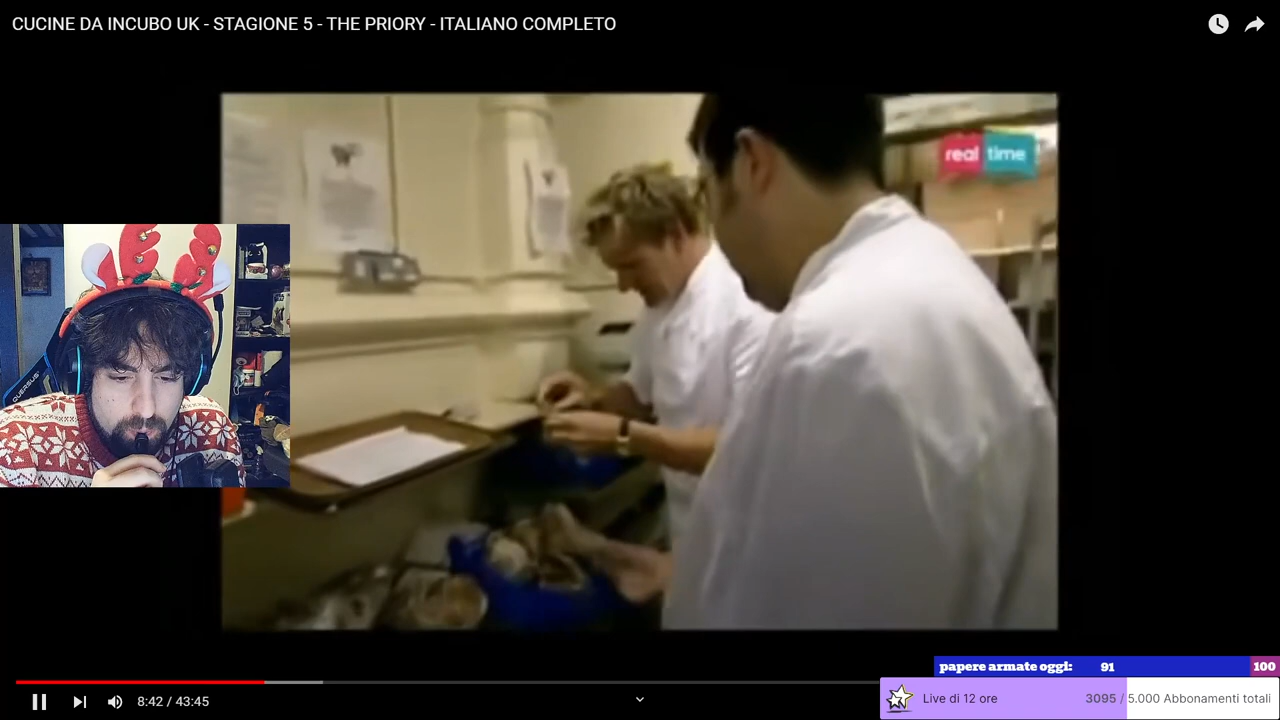 CUCINE DA INCUBO UK - STAGIONE 5 - THE PRIORY - ITALIANO COMPLETO
real time
QUERSUS
papere armate oggi: 91 100
Live di 12 ore 3095 / 5.000 Abbonamenti totali
8:42 / 43:45